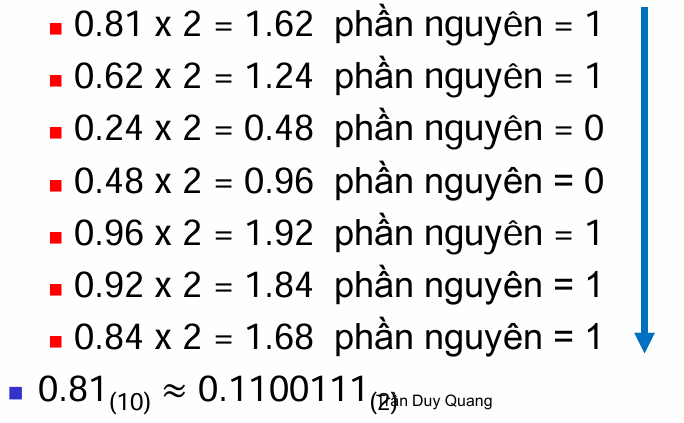 0.81 x 2 = 1.62 phần nguyên = 1
0.62 x 2 = 1.24 phần nguyên = 1
0.24 x 2 = 0.48 phần nguyên = 0
0.48 x 2 = 0.96 phần nguyên = 0
0.96 x 2 = 1.92 phần nguyên = 1
0.92 x 2 = 1.84 phần nguyên = 1
0.84 x 2 = 1.68 phần nguyên = 1
0.81(10) ≈ 0.1100111(2)
Trần Duy Quang